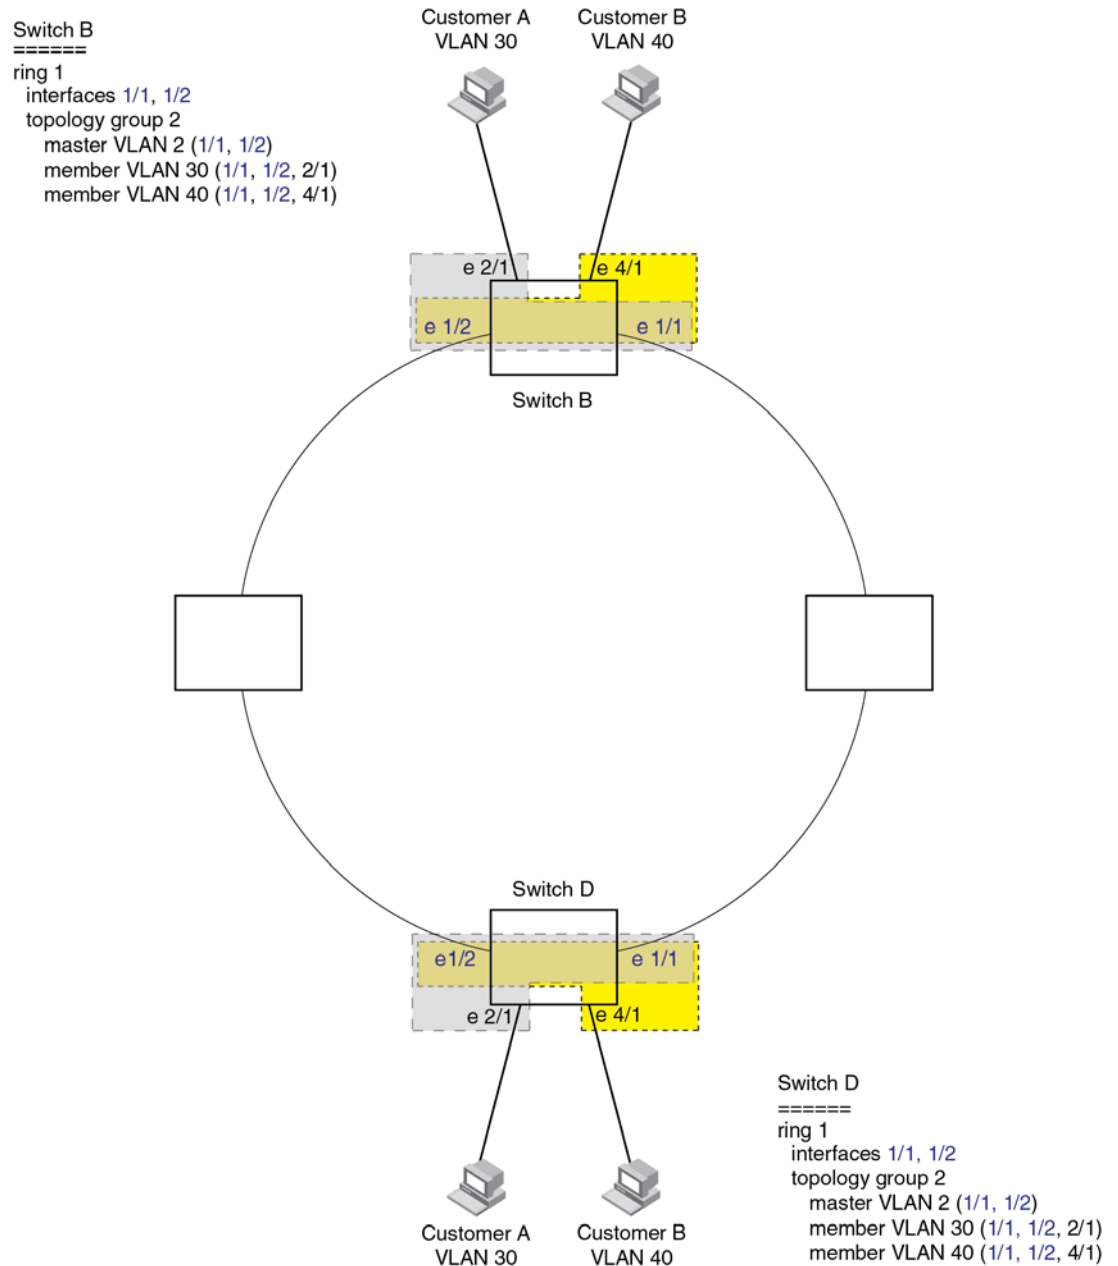 Switch B
======
ring 1
interfaces 1/1, 1/2
topology group 2
master VLAN 2 (1/1, 1/2)
member VLAN 30 (1/1, 1/2, 2/1)
member VLAN 40 (1/1, 1/2, 4/1)
Customer A
VLAN 30
Customer B
VLAN 40
e 2/1
e 4/1
e 1/2
e 1/1
Switch B
Switch D
e1/2
e 1/1
e 2/1
e 4/1
Customer A
VLAN 30
Customer B
VLAN 40
Switch D
======
ring 1
interfaces 1/1, 1/2
topology group 2
master VLAN 2 (1/1, 1/2)
member VLAN 30 (1/1, 1/2, 2/1)
member VLAN 40 (1/1, 1/2, 4/1)